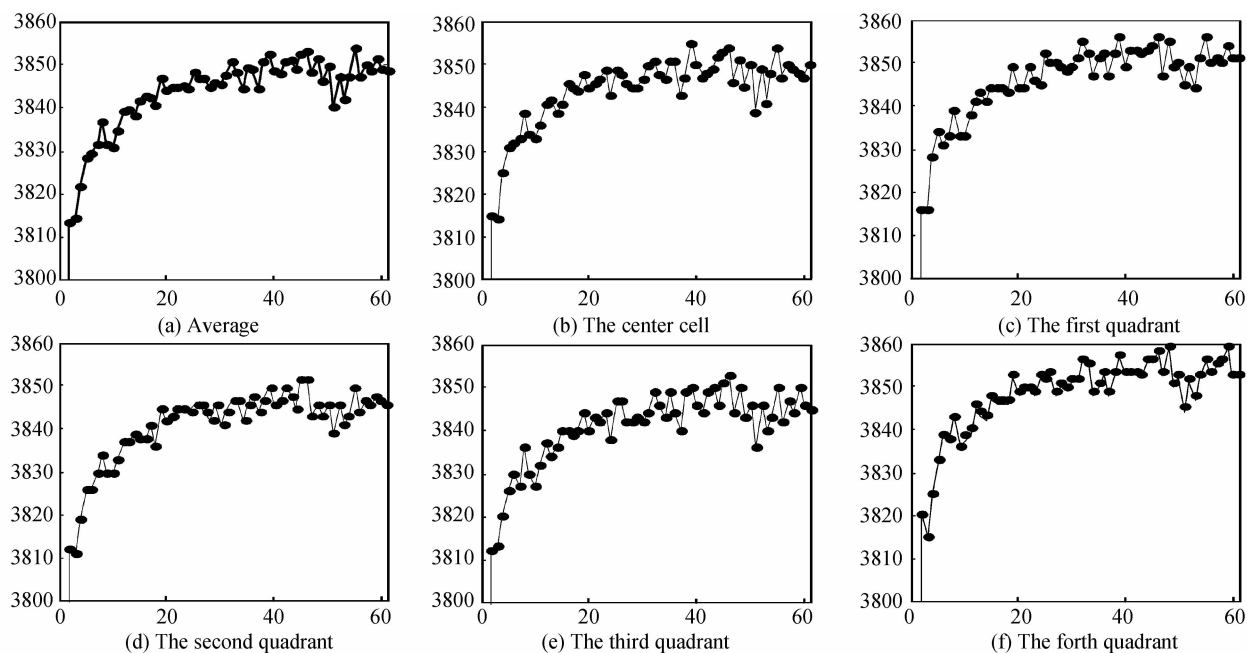 3860 3860 3860
3850 3850 3850
3840 3840 3840
3830 3830 3830
3820 3820 3820
3810 3810 3810
3800 3800 3800
0 20 40 60 0 20 40 60 0 20 40 60
(a) Average (b) The center cell (c) The first quadrant
3860 3860 3860
3850 3850 3850
3840 3840 3840
3830 3830 3830
3820 3820 3820
3810 3810 3810
3800 3800 3800
0 20 40 60 0 20 40 60 0 20 40 60
(d) The second quadrant (e) The third quadrant (f) The forth quadrant